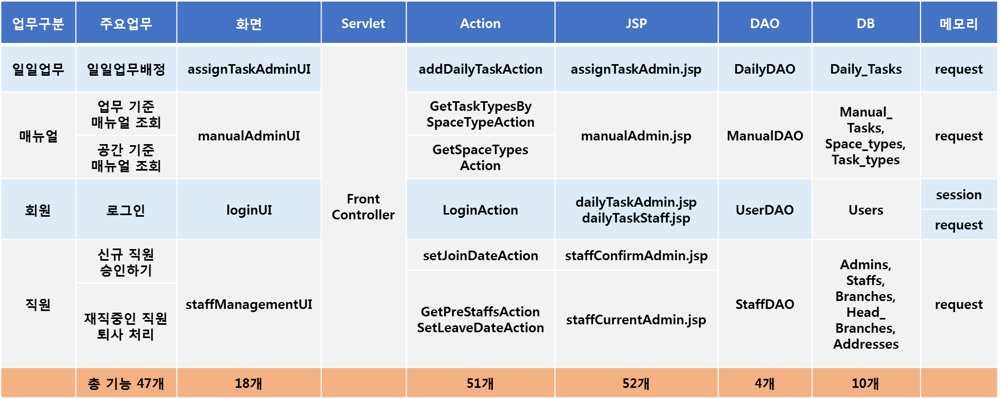 업무구분 주요업무 화면 Servlet Action JSP DAO DB 메모리
일일업무 일일업무배정 assignTaskAdminUI addDailyTaskAction assignTaskAdmin.jsp DailyDAO Daily_Tasks request
매뉴얼
업무 기준
매뉴얼 조회
공간 기준
매뉴얼 조회
manualAdminUI
GetTaskTypesBy
SpaceTypeAction
GetSpaceTypes
Action
manualAdmin.jsp
ManualDAO
Manual_
Tasks,
Space_types,
Task_types
request
Front
Controller
회원
로그인
loginUI
LoginAction
dailyTaskAdmin.jsp
dailyTaskStaff.jsp
UserDAO
Users
session
request
직원
신규 직원
승인하기
재직중인 직원
퇴사 처리
staffManagementUI
setJoinDateAction
GetPreStaffsAction
SetLeaveDateAction
staffConfirmAdmin.jsp
staffCurrentAdmin.jsp
StaffDAO
Admins,
Staffs,
Branches,
Head_
Branches,
Addresses
request
총 기능 47개 18개 51개 52개 4개 10개